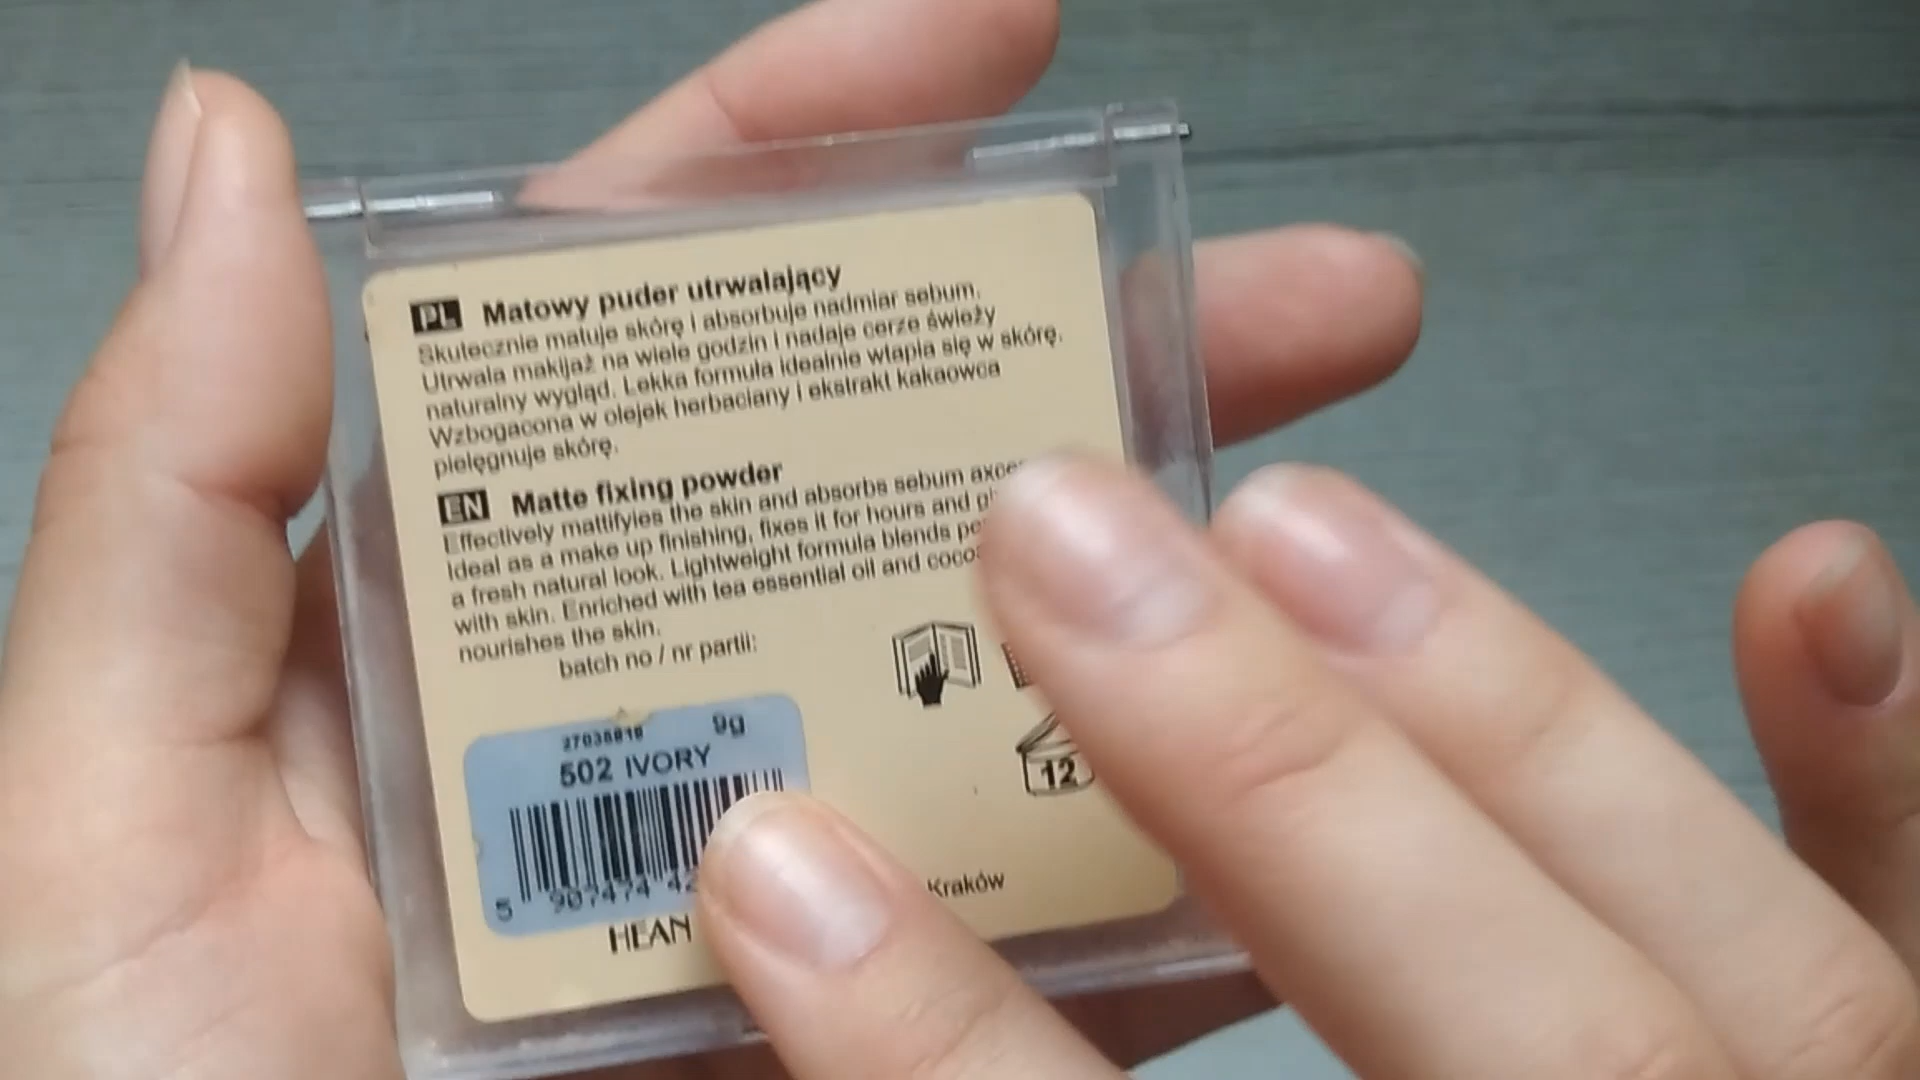 PL Matowy puder utrwalający
Skutecznie matuje skórę i absorbuje nadmiar sebum.
Utrwala makijaż na wiele godzin i nadaje cerze świeży
naturalny wygląd. Lekka formuła idealnie wtapia się w skórę.
Wzbogacona w olejek herbaciany i ekstrakt kakaowca
pielęgnuje skórę.
EN Matte fixing powder
Effectively mattifyies the skin and absorbs sebum
Ideal as a make up finishing, fixes it for hours and
a fresh natural look. Lightweight formula blends
with skin. Enriched with tea essential oil and
nourishes the skin.
batch no / nr partii:
9g
502 IVORY
12
5 907474
HEAN
Kraków